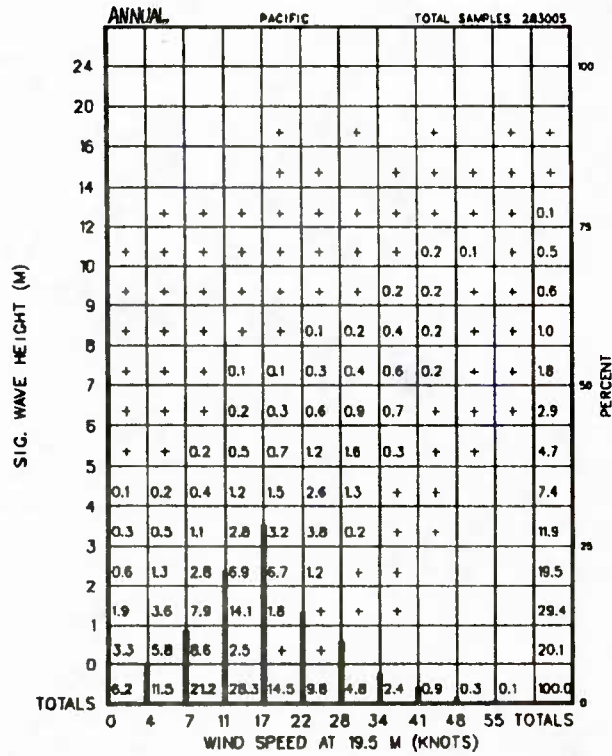 ANNUAL PACIFIC TOTAL SAMPLES 283005
24 100
20
+ + + + +
16
+ + + + + +
14
+ + + + + + + + + + 0.1
12 75
+ + + + + + + + 0.2 0.1 + 0.5
10
+ + + + + + + 0.2 0.2 + + 0.6
9
+ + + + + 0.1 0.2 0.4 0.2 + + 1.0
8
+ + + 0.1 0.1 0.3 0.4 0.6 0.2 + + 1.8
7 50
+ + + 0.2 0.3 0.6 0.9 0.7 + + + 2.9
6
+ + 0.2 0.5 0.7 1.2 1.6 0.3 + + 4.7
5
0.1 0.2 0.4 1.2 1.5 2.6 1.3 + + 7.4
4
0.3 0.5 1.1 2.8 3.2 3.8 0.2 + + 11.9
3 25
0.6 1.3 2.8 6.9 6.7 1.2 + + 19.5
2
1.9 3.6 7.9 14.1 1.8 + + + 29.4
1
3.3 5.8 8.6 2.5 + + 20.1
0
6.2 11.5 21.2 28.3 14.5 9.8 4.8 2.4 0.9 0.3 0.1 100.0
TOTALS 0
0 4 7 11 17 22 28 34 41 48 55 TOTALS
WIND SPEED AT 19.5 M (KNOTS)
SIG. WAVE HEIGHT (M)
PERCENT